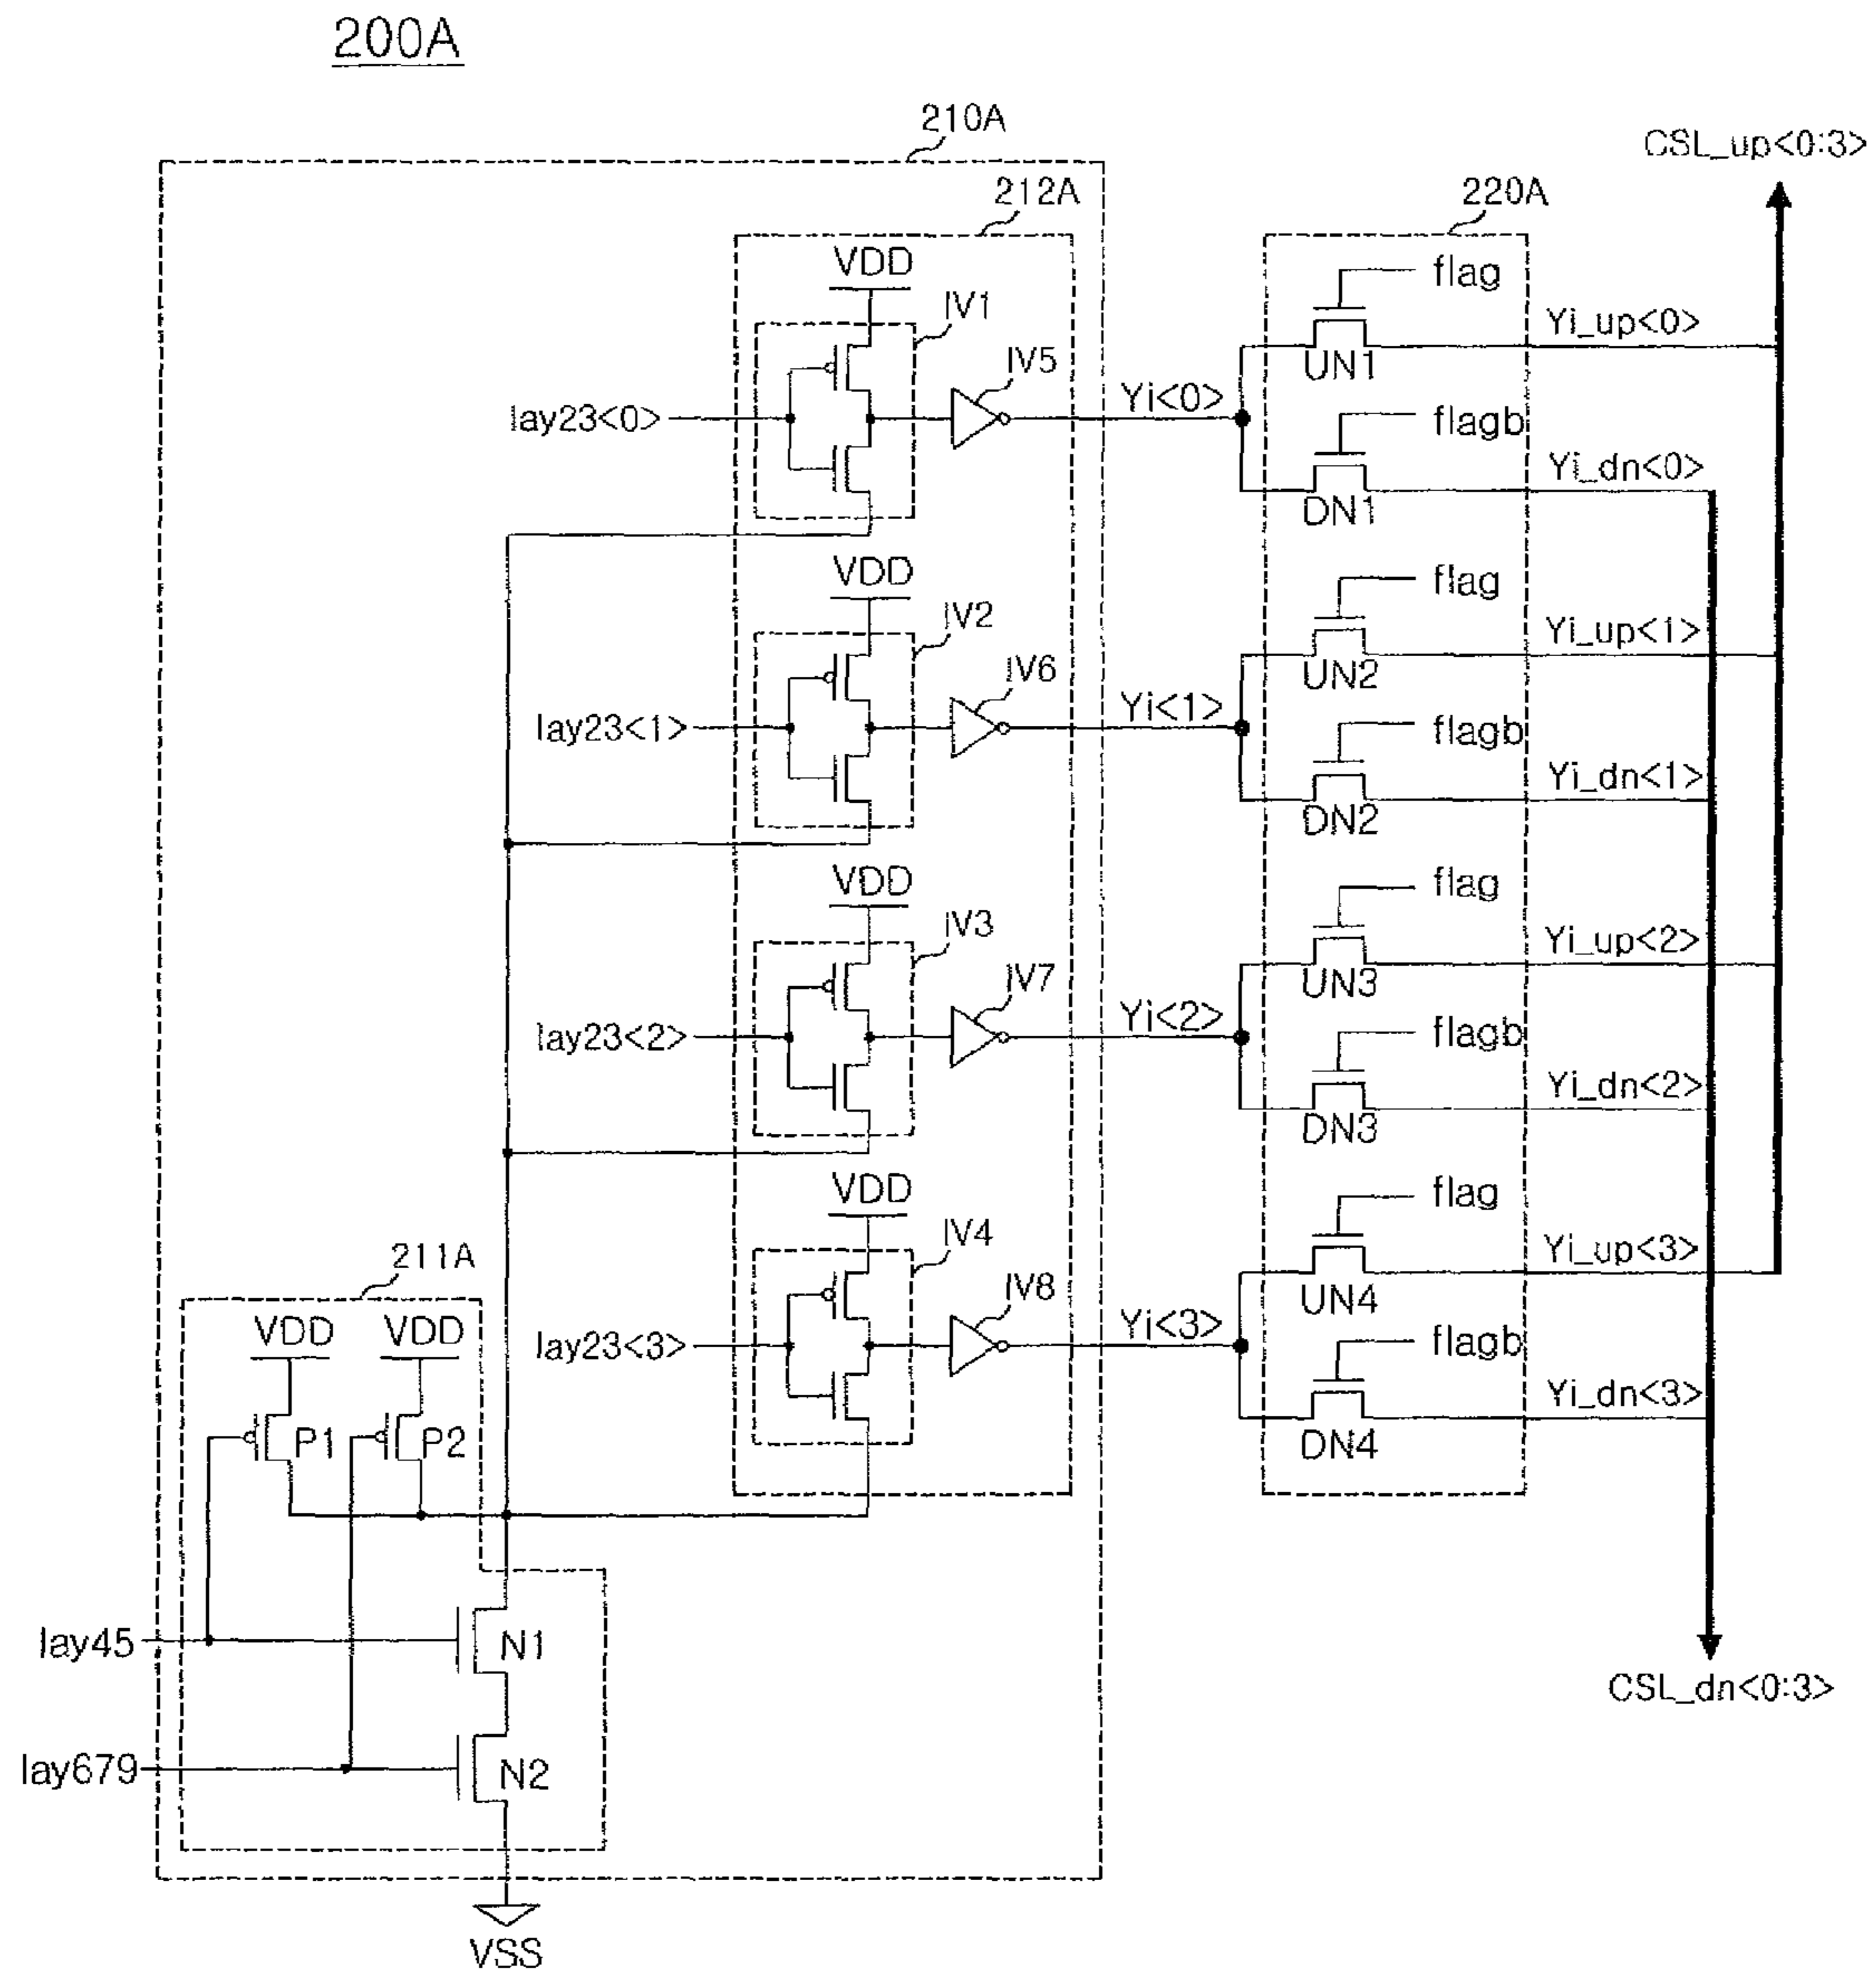 200A
210A
CSL_up<0:3>
212A
220A
VDD
flag
IV1
Yi_up<0>
IV5
UN1
lay23<0>
Yi<0>
flagb
Yi_dn<0>
DN1
VDD
flag
IV2
Yi_up<1>
IV6
UN2
lay23<1>
Yi<1>
flagb
Yi_dn<1>
DN2
VDD
flag
IV3
Yi_up<2>
IV7
UN3
lay23<2>
Yi<2>
flagb
Yi_dn<2>
DN3
VDD
flag
IV4
Yi_up<3>
211A
IV8
UN4
VDD
VDD
lay23<3>
Yi<3>
flagb
Yi_dn<3>
P1
P2
DN4
lay45
N1
CSL_dn<0:3>
lay679
N2
VSS